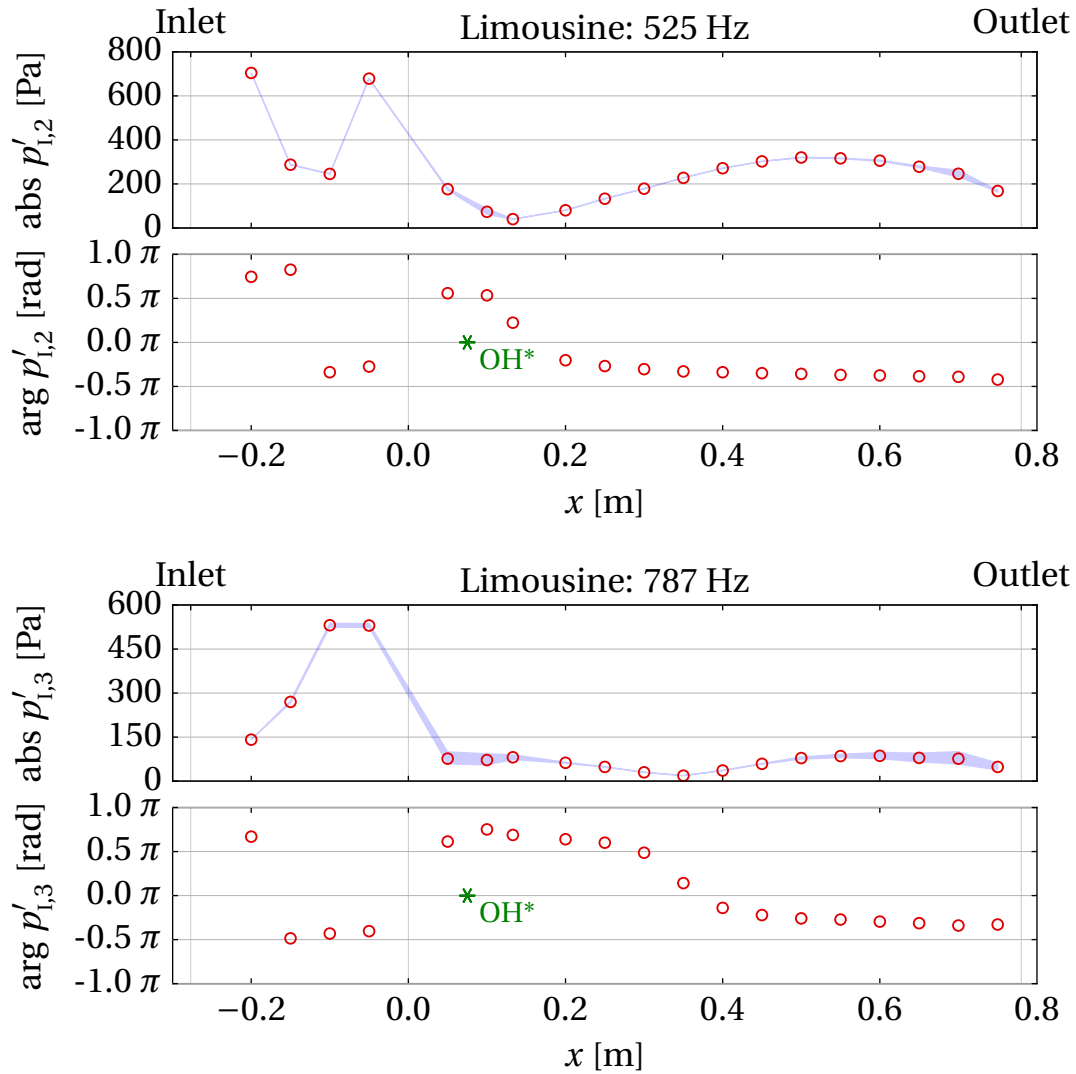 Inlet Limousine: 525 Hz Outlet
800
600
400
200
0
abs p′I,2 [Pa]
1.0 π
0.5 π
0.0 π
-0.5 π
-1.0 π
arg p′I,2 [rad]
OH*
−0.2 0.0 0.2 0.4 0.6 0.8
x [m]
Inlet Limousine: 787 Hz Outlet
600
450
300
150
0
abs p′I,3 [Pa]
1.0 π
0.5 π
0.0 π
-0.5 π
-1.0 π
arg p′I,3 [rad]
OH*
−0.2 0.0 0.2 0.4 0.6 0.8
x [m]